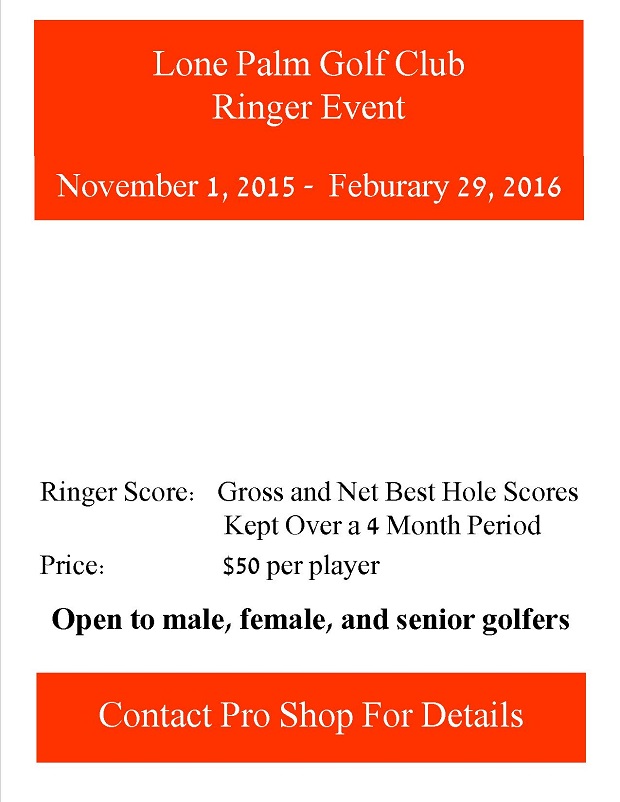 Lone Palm Golf Club
Ringer Event
November 1, 2015 - Feburary 29, 2016
Ringer Score: Gross and Net Best Hole Scores
Kept Over a 4 Month Period
Price: $50 per player
Open to male, female, and senior golfers
Contact Pro Shop For Details